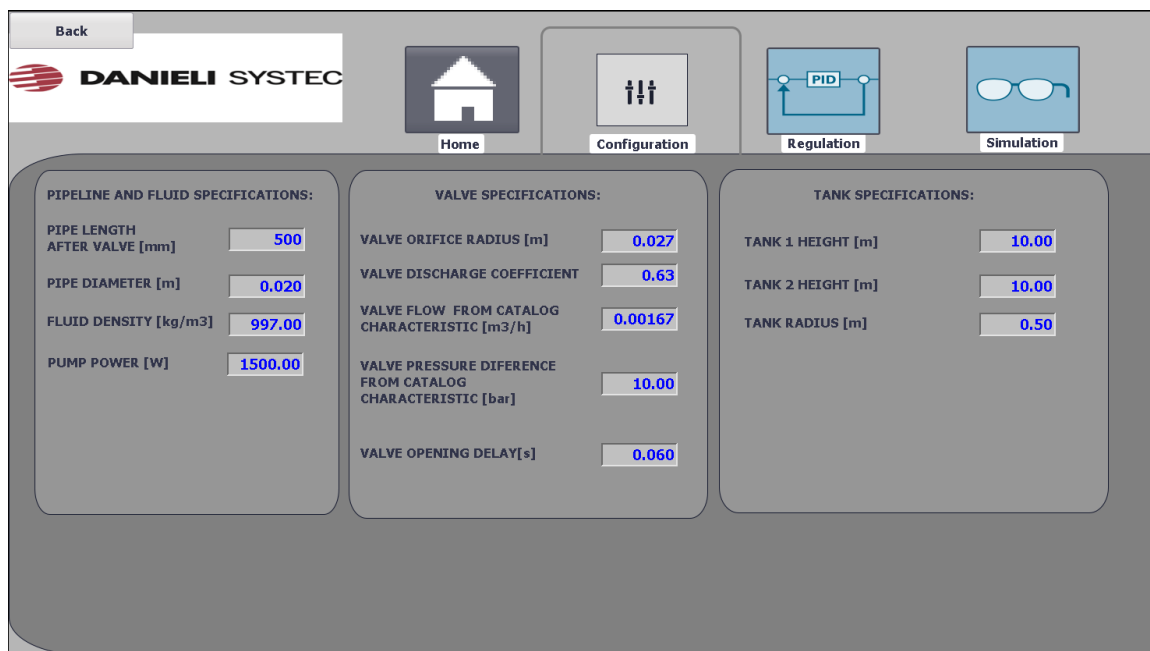 Back
DANIELI SYSTEC
PID
Home
Configuration
Regulation
Simulation
PIPELINE AND FLUID SPECIFICATIONS:
PIPE LENGTH
AFTER VALVE [mm]
500
PIPE DIAMETER [m]
0.020
FLUID DENSITY [kg/m3]
997.00
PUMP POWER [W]
1500.00
VALVE SPECIFICATIONS:
VALVE ORIFICE RADIUS [m]
0.027
VALVE DISCHARGE COEFFICIENT
0.63
VALVE FLOW FROM CATALOG
CHARACTERISTIC [m3/h]
0.00167
VALVE PRESSURE DIFERENCE
FROM CATALOG
CHARACTERISTIC [bar]
10.00
VALVE OPENING DELAY[s]
0.060
TANK SPECIFICATIONS:
TANK 1 HEIGHT [m]
10.00
TANK 2 HEIGHT [m]
10.00
TANK RADIUS [m]
0.50